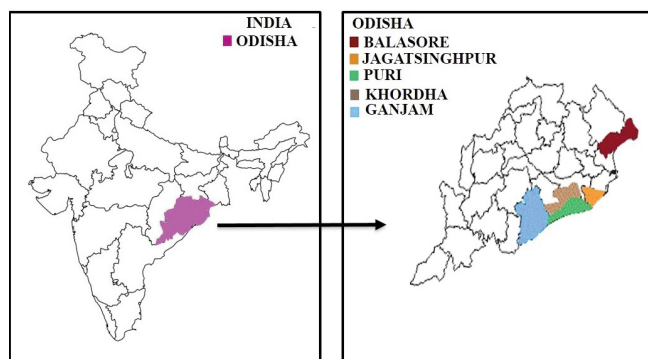 INDIA
ODISHA
ODISHA
BALASORE
JAGATSINGHPUR
PURI
KHORDHA
GANJAM